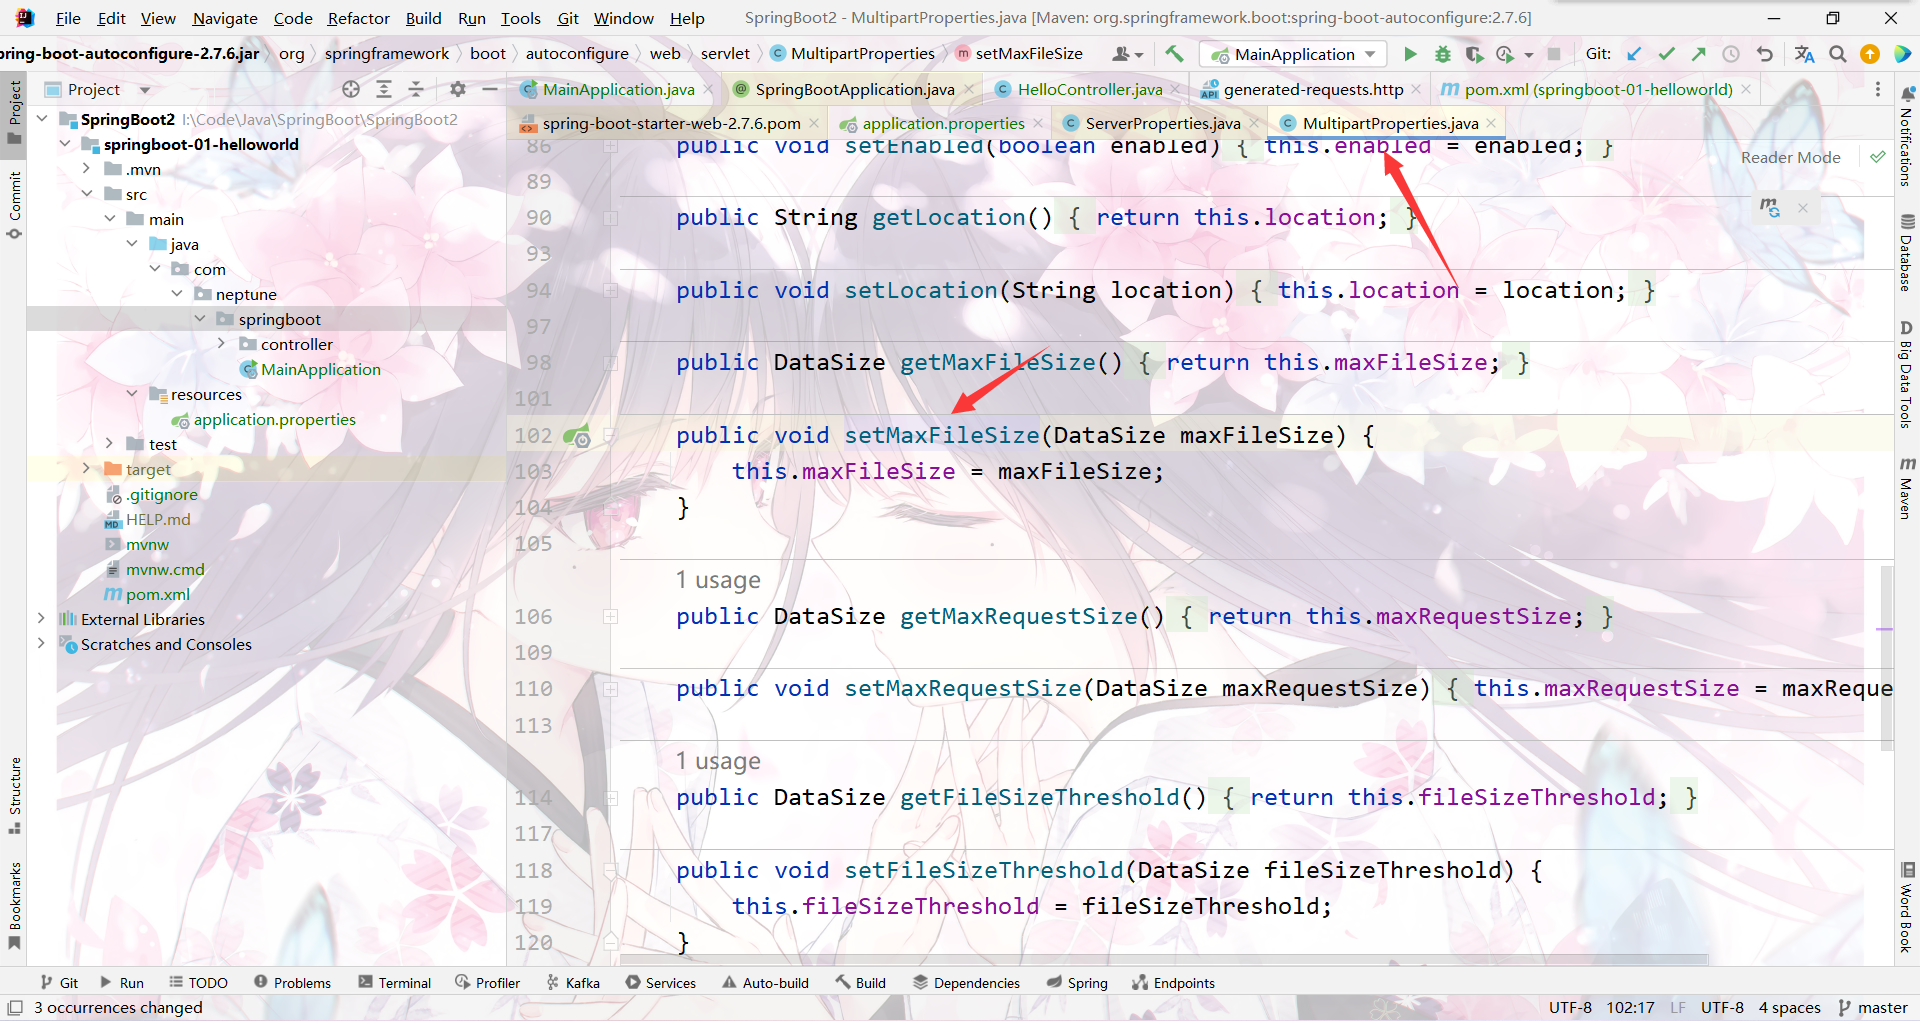 File Edit View Navigate Code Refactor Build Run Tools Git Window Help SpringBoot2 - MultipartProperties.java [Maven: org.springframework.boot:spring-boot-autoconfigure:2.7.6]
pring-boot-autoconfigure-2.7.6.jar org springframework boot autoconfigure web servlet MultipartProperties setMaxFileSize MainApplication Git:
Project MainApplication.java SpringBootApplication.java HelloController.java generated-requests.http pom.xml (springboot-01-helloworld)
spring-boot-starter-web-2.7.6.pom application.properties ServerProperties.java MultipartProperties.java
Project
Commit
Structure
Bookmarks
SpringBoot2 I:\Code\Java\SpringBoot\SpringBoot2
springboot-01-helloworld
.mvn
src
main
java
com
neptune
springboot
controller
MainApplication
resources
application.properties
test
target
.gitignore
HELP.md
mvnw
mvnw.cmd
pom.xml
External Libraries
Scratches and Consoles
Reader Mode
86 public void setEnabled(boolean enabled) { this.enabled = enabled; }
89
90 public String getLocation() { return this.location; }
93
94 public void setLocation(String location) { this.location = location; }
97
98 public DataSize getMaxFileSize() { return this.maxFileSize; }
101
102 public void setMaxFileSize(DataSize maxFileSize) {
103 this.maxFileSize = maxFileSize;
104 }
105
1 usage
106 public DataSize getMaxRequestSize() { return this.maxRequestSize; }
109
110 public void setMaxRequestSize(DataSize maxRequestSize) { this.maxRequestSize = maxReque
113
1 usage
114 public DataSize getFileSizeThreshold() { return this.fileSizeThreshold; }
117
118 public void setFileSizeThreshold(DataSize fileSizeThreshold) {
119 this.fileSizeThreshold = fileSizeThreshold;
120 }
Notifications
Database
Big Data Tools
Maven
Word Book
Git Run TODO Problems Terminal Profiler Kafka Services Auto-build Build Dependencies Spring Endpoints
3 occurrences changed UTF-8 102:17 LF UTF-8 4 spaces master